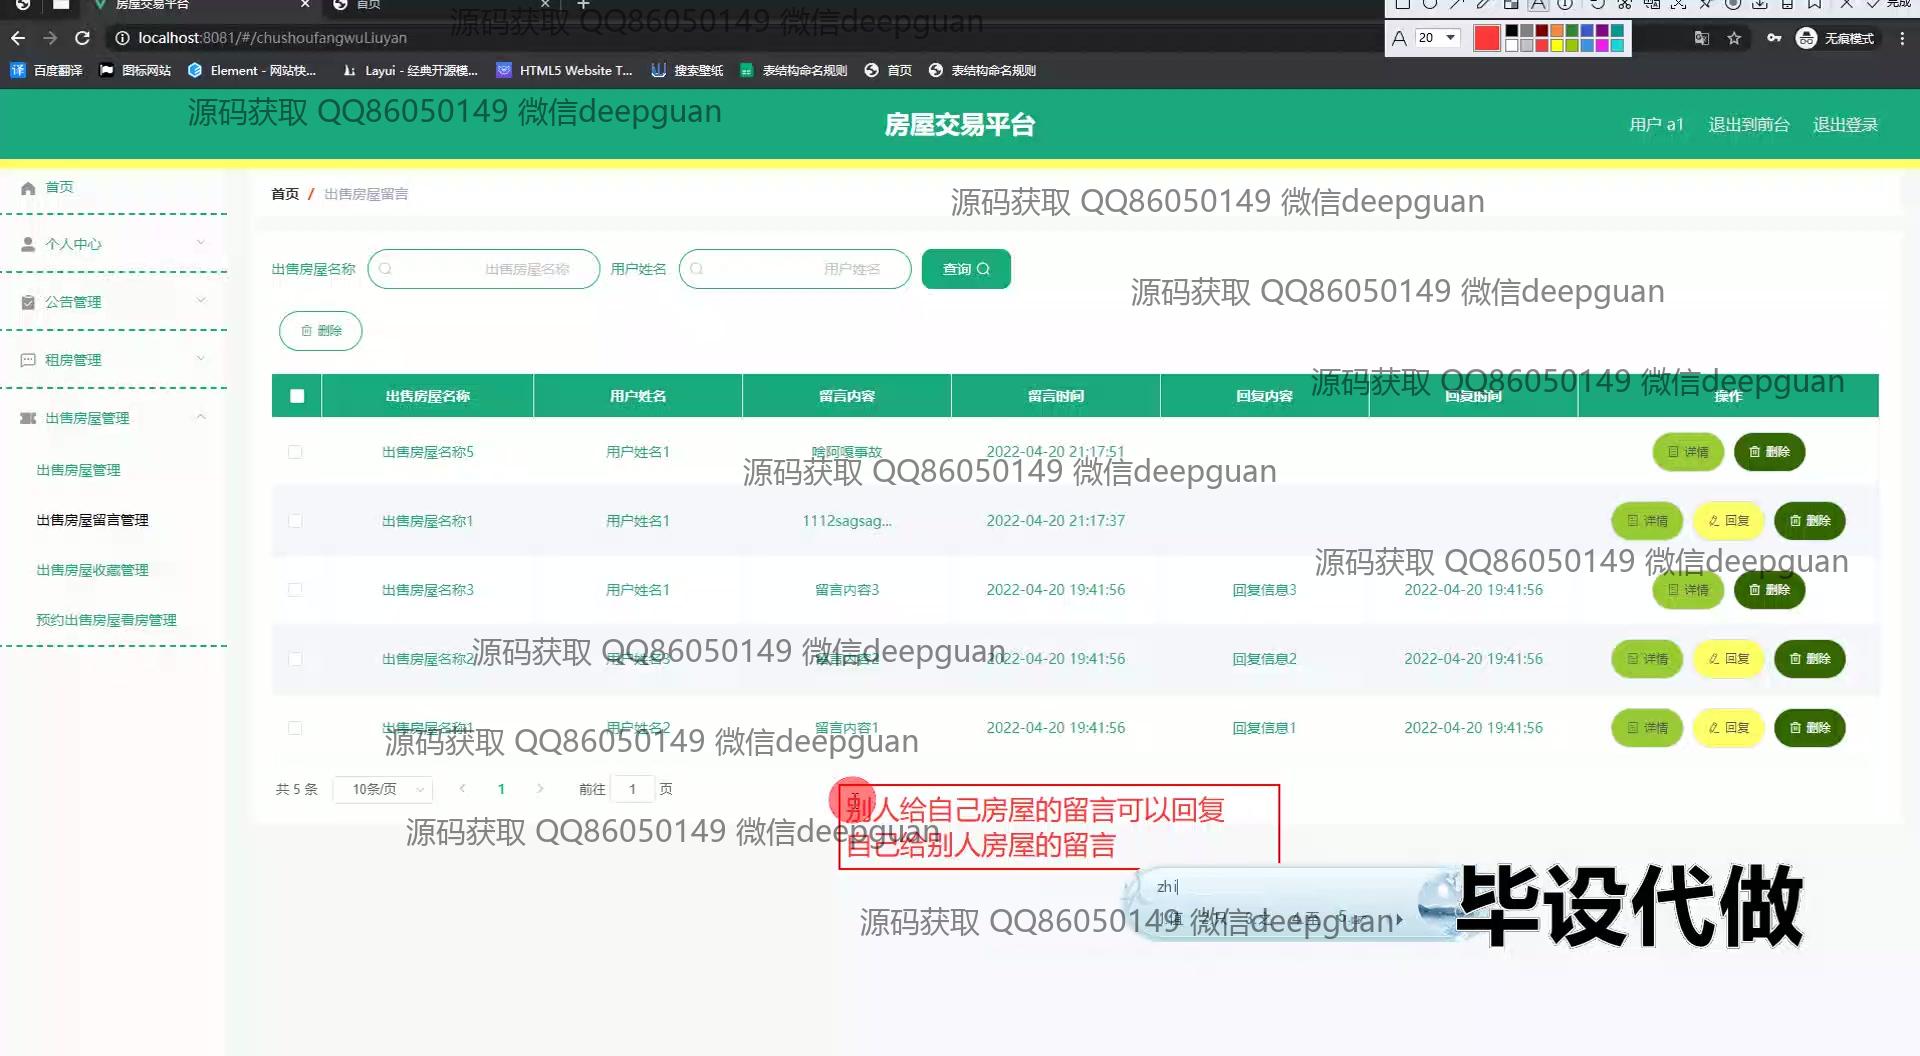 房屋交易平台
首页
localhost:8081/#/chushoufangwuLiuyan
20
无痕模式
完成
百度翻译
图标网站
Element - 网站快...
Layui - 经典开源模...
HTML5 Website T...
搜索壁纸
表结构命名规则
首页
表结构命名规则
源码获取 QQ86050149 微信deepguan
源码获取 QQ86050149 微信deepguan
房屋交易平台
用户 a1
退出到前台
退出登录
首页
个人中心
公告管理
租房管理
出售房屋管理
出售房屋管理
出售房屋留言管理
出售房屋收藏管理
预约出售房屋看房管理
首页 / 出售房屋留言
源码获取 QQ86050149 微信deepguan
出售房屋名称 出售房屋名称 用户姓名 用户姓名 查询
源码获取 QQ86050149 微信deepguan
删除
源码获取 QQ86050149 微信deepguan
出售房屋名称 用户姓名 留言内容 留言时间 回复内容 回复时间 操作
出售房屋名称5 用户姓名1 啥阿嘎事故 2022-04-20 21:17:51 详情 删除
源码获取 QQ86050149 微信deepguan
出售房屋名称1 用户姓名1 1112sagsag... 2022-04-20 21:17:37 详情 回复 删除
源码获取 QQ86050149 微信deepguan
出售房屋名称3 用户姓名1 留言内容3 2022-04-20 19:41:56 回复信息3 2022-04-20 19:41:56 详情 删除
源码获取 QQ86050149 微信deepguan
出售房屋名称2 用户姓名3 留言内容2 2022-04-20 19:41:56 回复信息2 2022-04-20 19:41:56 详情 回复 删除
出售房屋名称1 用户姓名2 留言内容1 2022-04-20 19:41:56 回复信息1 2022-04-20 19:41:56 详情 回复 删除
源码获取 QQ86050149 微信deepguan
共 5 条 10条/页 1 前往 1 页
别人给自己房屋的留言可以回复
自己给别人房屋的留言
源码获取 QQ86050149 微信deepguan
zhi
源码获取 QQ86050149 微信deepguan
毕设代做